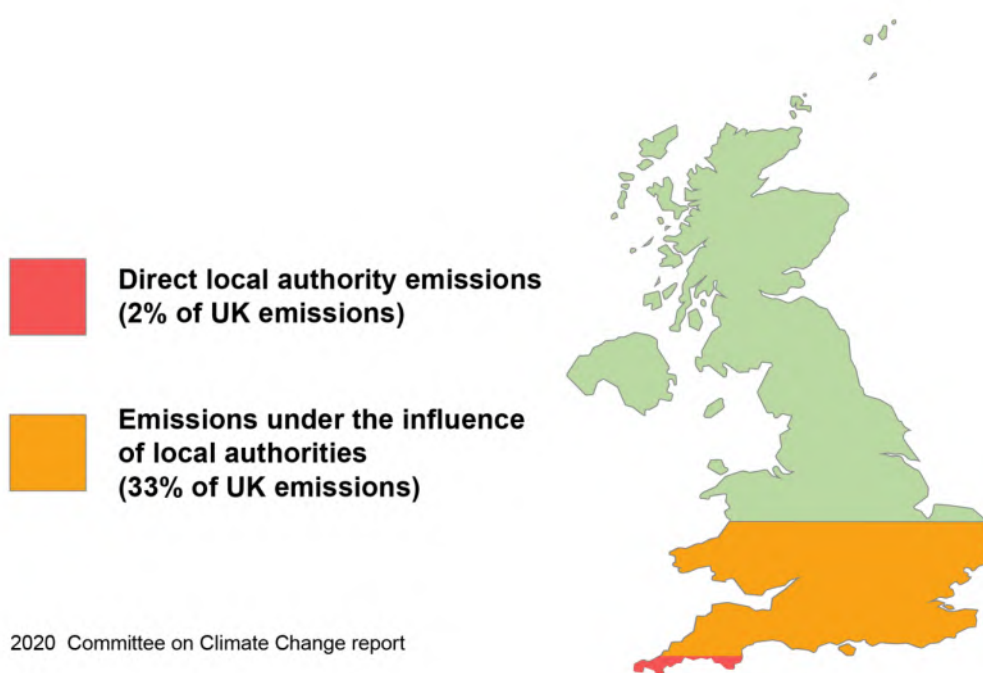 Direct local authority emissions
(2% of UK emissions)
Emissions under the influence
of local authorities
(33% of UK emissions)
2020 Committee on Climate Change report